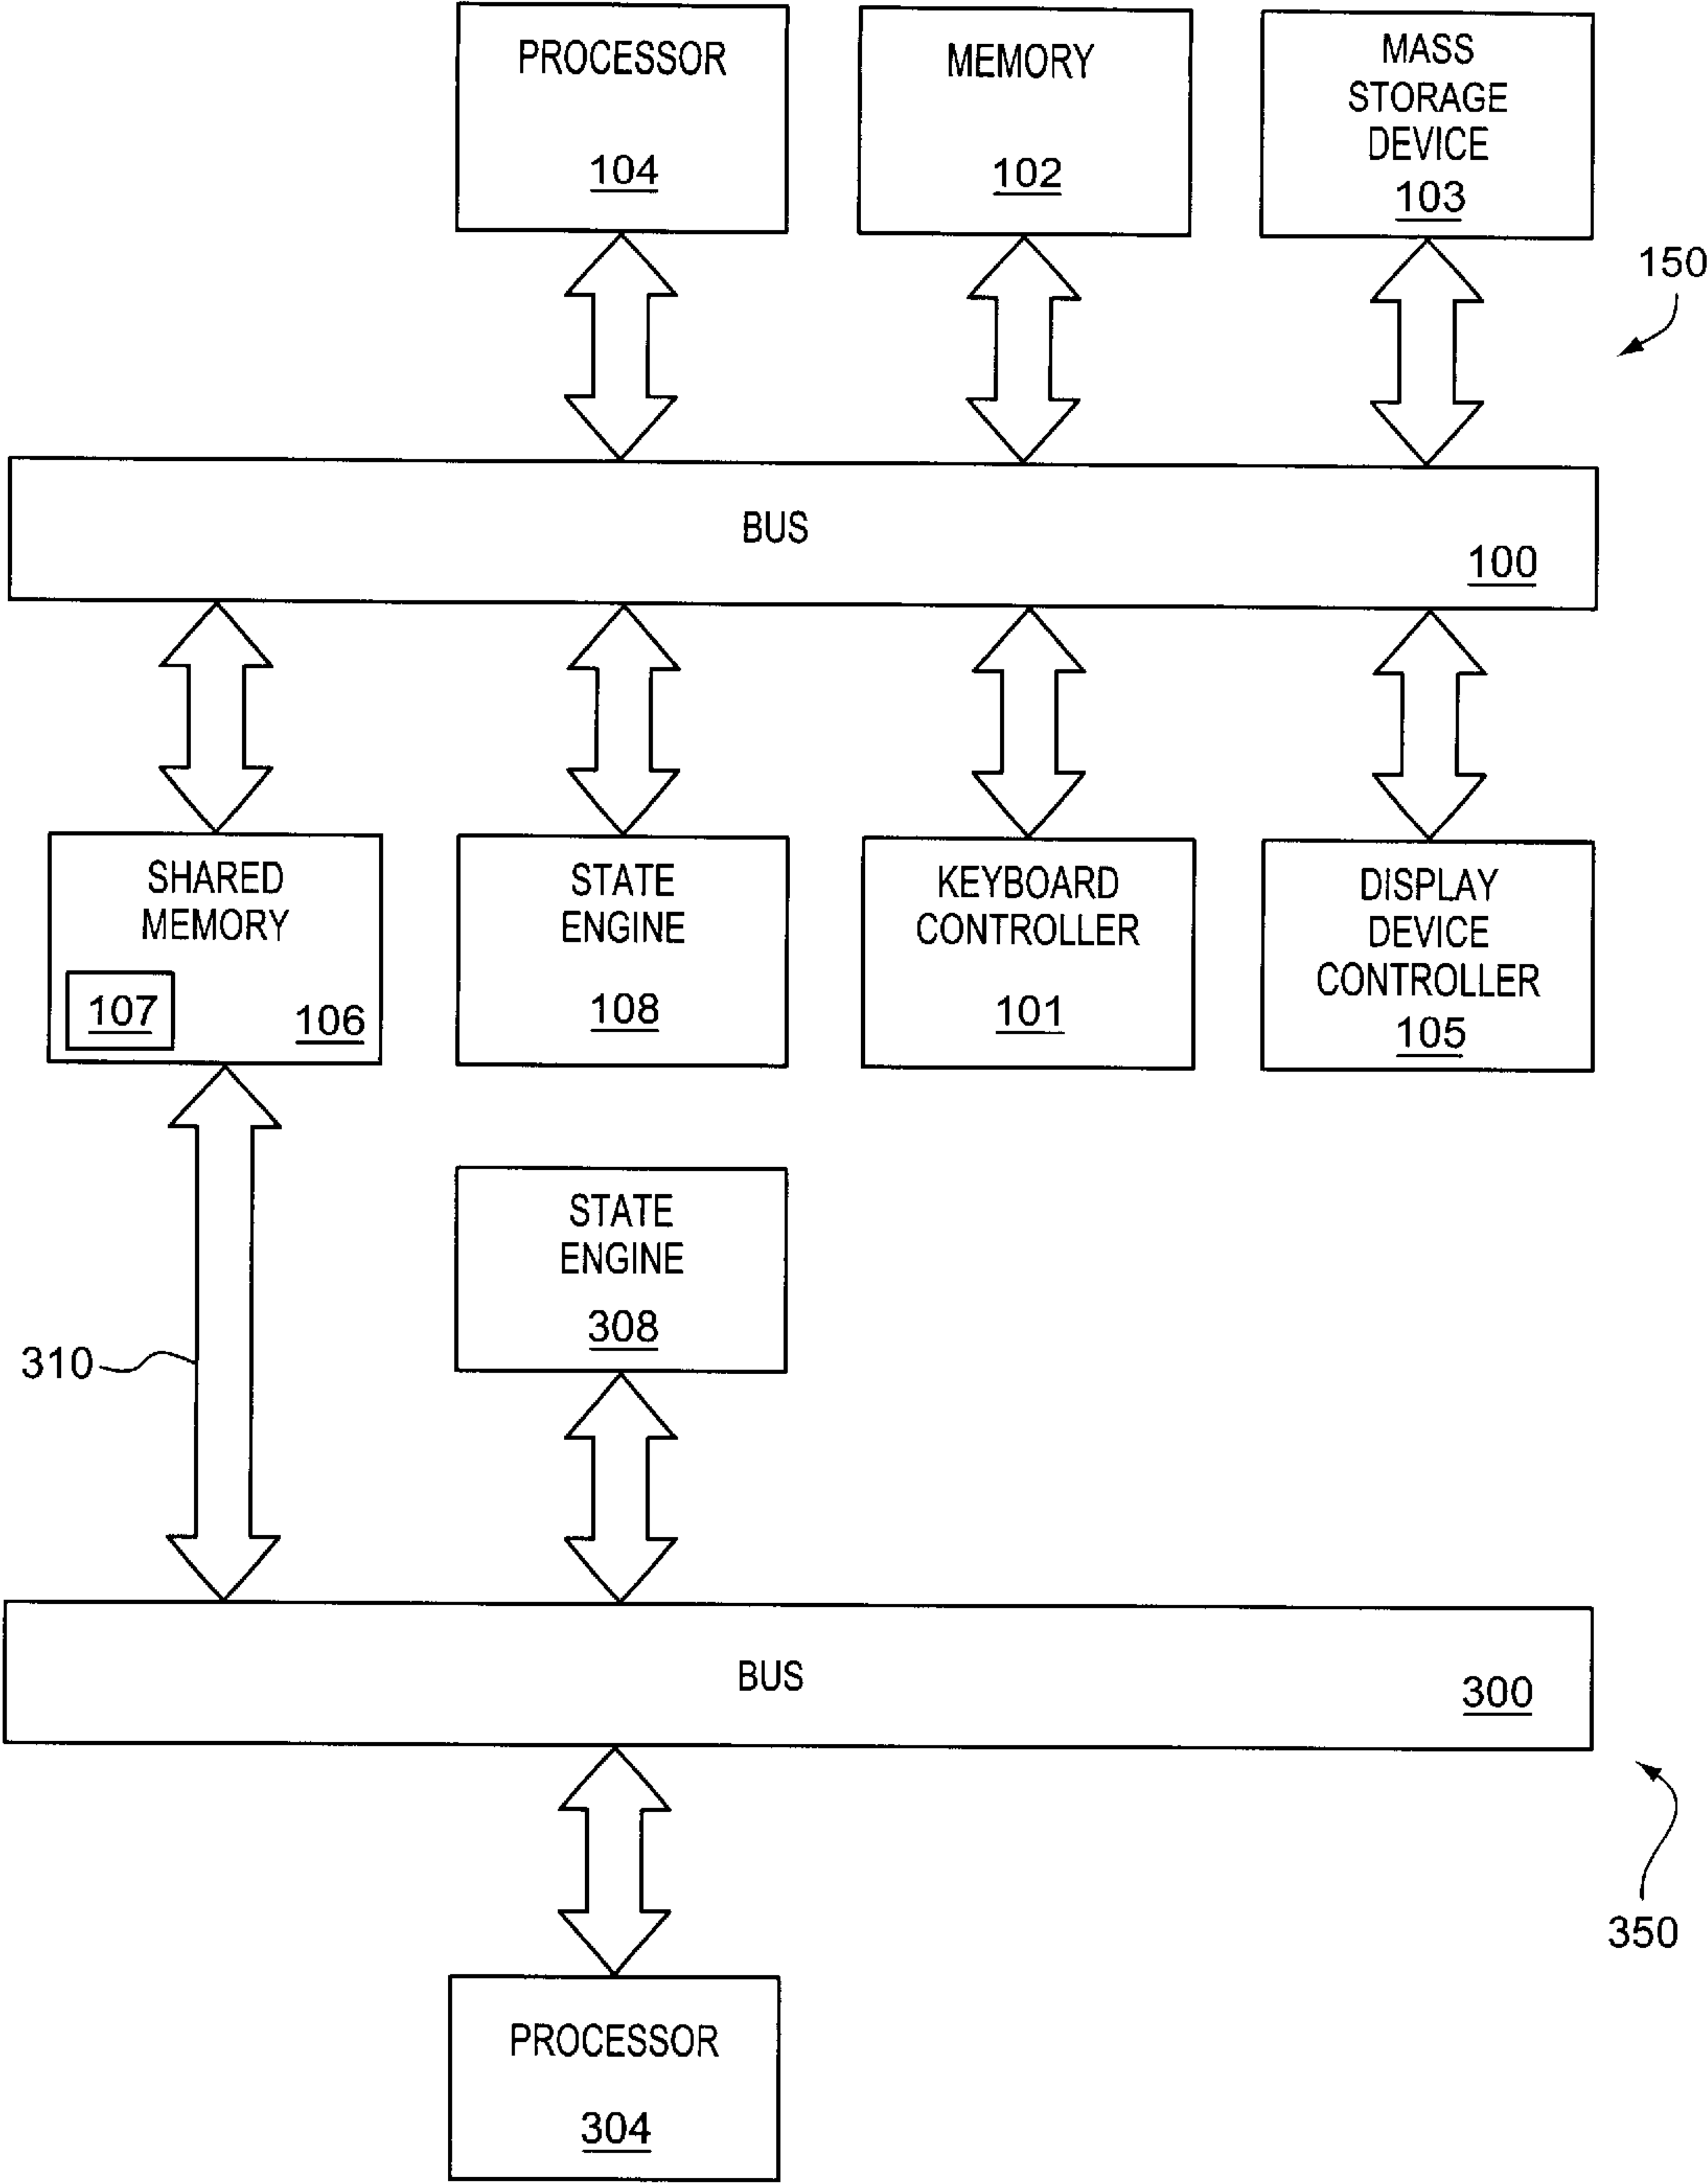 PROCESSOR
104
MEMORY
102
MASS
STORAGE
DEVICE
103
150
BUS
100
SHARED
MEMORY
107
106
STATE
ENGINE
108
KEYBOARD
CONTROLLER
101
DISPLAY
DEVICE
CONTROLLER
105
310
STATE
ENGINE
308
BUS
300
350
PROCESSOR
304